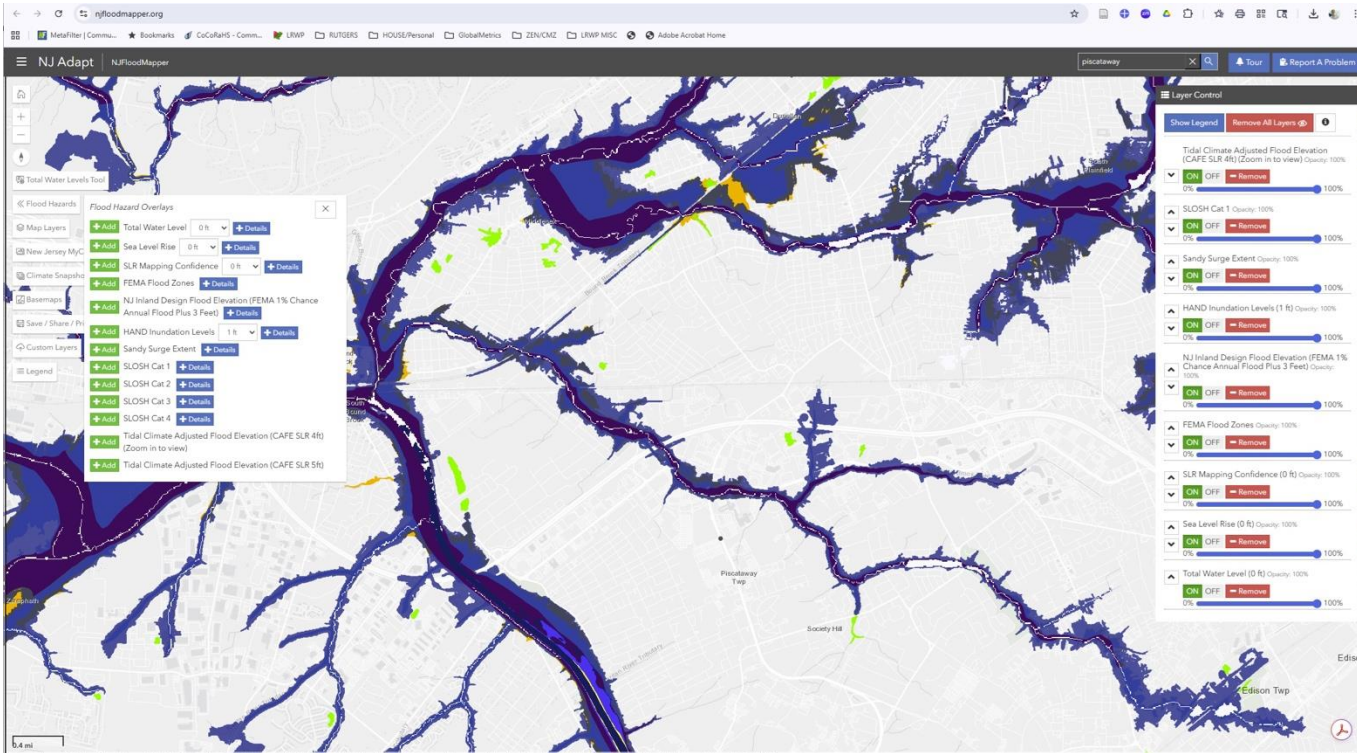 njfloodmapper.org
MetaFilter | Commu...
Bookmarks
CoCoRaHS - Comm...
LRWP
RUTGERS
HOUSE/Personal
GlobalMetrics
ZEN/CMZ
LRWP MISC
Adobe Acrobat Home
NJ Adapt
NJFloodMapper
piscataway
Tour
Report A Problem
Total Water Levels Tool
Flood Hazards
Map Layers
New Jersey MyC
Climate Snapsho
Basemaps
Save / Share / Pri
Custom Layers
Legend
Flood Hazard Overlays
+ Add Total Water Level 0 ft + Details
+ Add Sea Level Rise 0 ft + Details
+ Add SLR Mapping Confidence 0 ft + Details
+ Add FEMA Flood Zones + Details
+ Add NJ Inland Design Flood Elevation (FEMA 1% Chance
Annual Flood Plus 3 Feet) + Details
+ Add HAND Inundation Levels 1 ft + Details
+ Add Sandy Surge Extent + Details
+ Add SLOSH Cat 1 + Details
+ Add SLOSH Cat 2 + Details
+ Add SLOSH Cat 3 + Details
+ Add SLOSH Cat 4 + Details
+ Add Tidal Climate Adjusted Flood Elevation (CAFE SLR 4ft)
(Zoom in to view)
+ Add Tidal Climate Adjusted Flood Elevation (CAFE SLR 5ft)
Layer Control
Show Legend Remove All Layers
Tidal Climate Adjusted Flood Elevation
(CAFE SLR 4ft) (Zoom in to view) Opacity: 100%
ON OFF Remove
0% 100%
SLOSH Cat 1 Opacity: 100%
ON OFF Remove
0% 100%
Sandy Surge Extent Opacity: 100%
ON OFF Remove
0% 100%
HAND Inundation Levels (1 ft) Opacity: 100%
ON OFF Remove
0% 100%
NJ Inland Design Flood Elevation (FEMA 1%
Chance Annual Flood Plus 3 Feet) Opacity:
100%
ON OFF Remove
0% 100%
FEMA Flood Zones Opacity: 100%
ON OFF Remove
0% 100%
SLR Mapping Confidence (0 ft) Opacity: 100%
ON OFF Remove
0% 100%
Sea Level Rise (0 ft) Opacity: 100%
ON OFF Remove
0% 100%
Total Water Level (0 ft) Opacity: 100%
ON OFF Remove
0% 100%
South
Plainfield
South
Bound
Brook
Piscataway
Twp
Society Hill
Edison Twp
0.4 mi